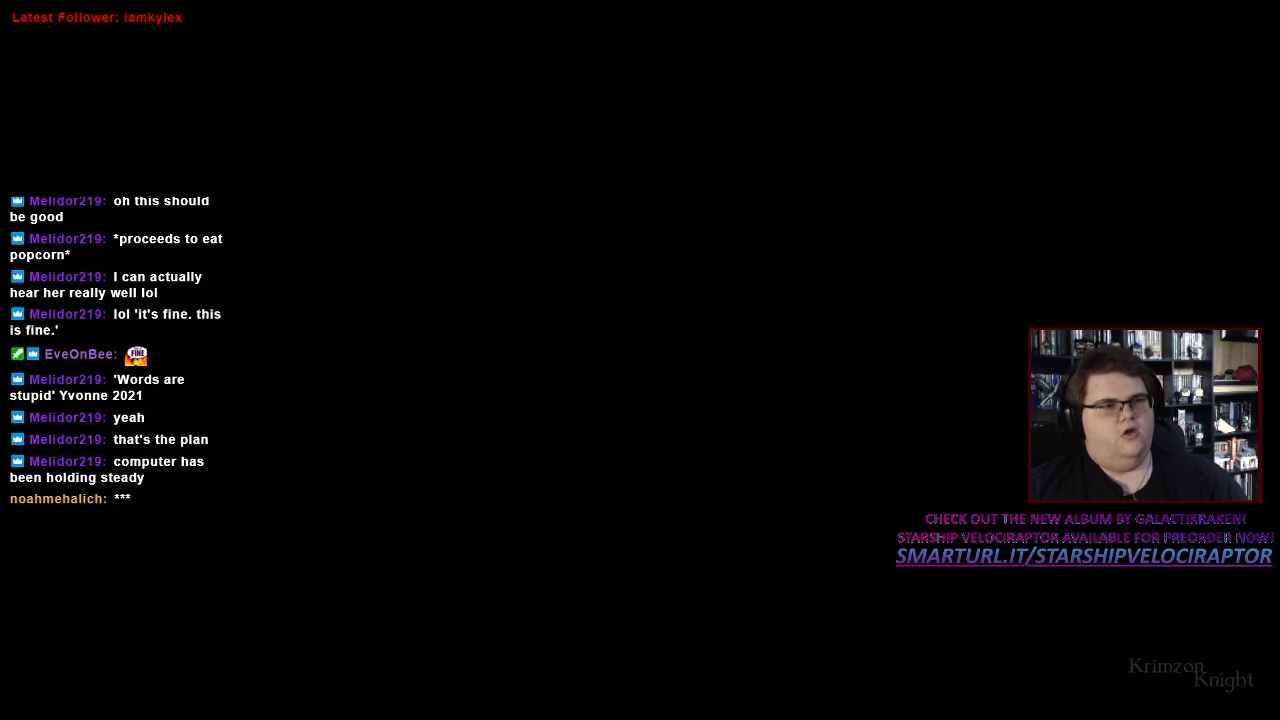 Latest Follower: iamkylex
Melidor219: oh this should
be good
Melidor219: *proceeds to eat
popcorn*
Melidor219: I can actually
hear her really well lol
Melidor219: lol 'it's fine. this
is fine.'
EveOnBee: FINE
Melidor219: 'Words are
stupid' Yvonne 2021
Melidor219: yeah
Melidor219: that's the plan
Melidor219: computer has
been holding steady
noahmehalich: ***
CHECK OUT THE NEW ALBUM BY GALACTIKRAKEN!
STARSHIP VELOCIRAPTOR AVAILABLE FOR PREORDER NOW!
SMARTURL.IT/STARSHIPVELOCIRAPTOR
Krimzon
Knight